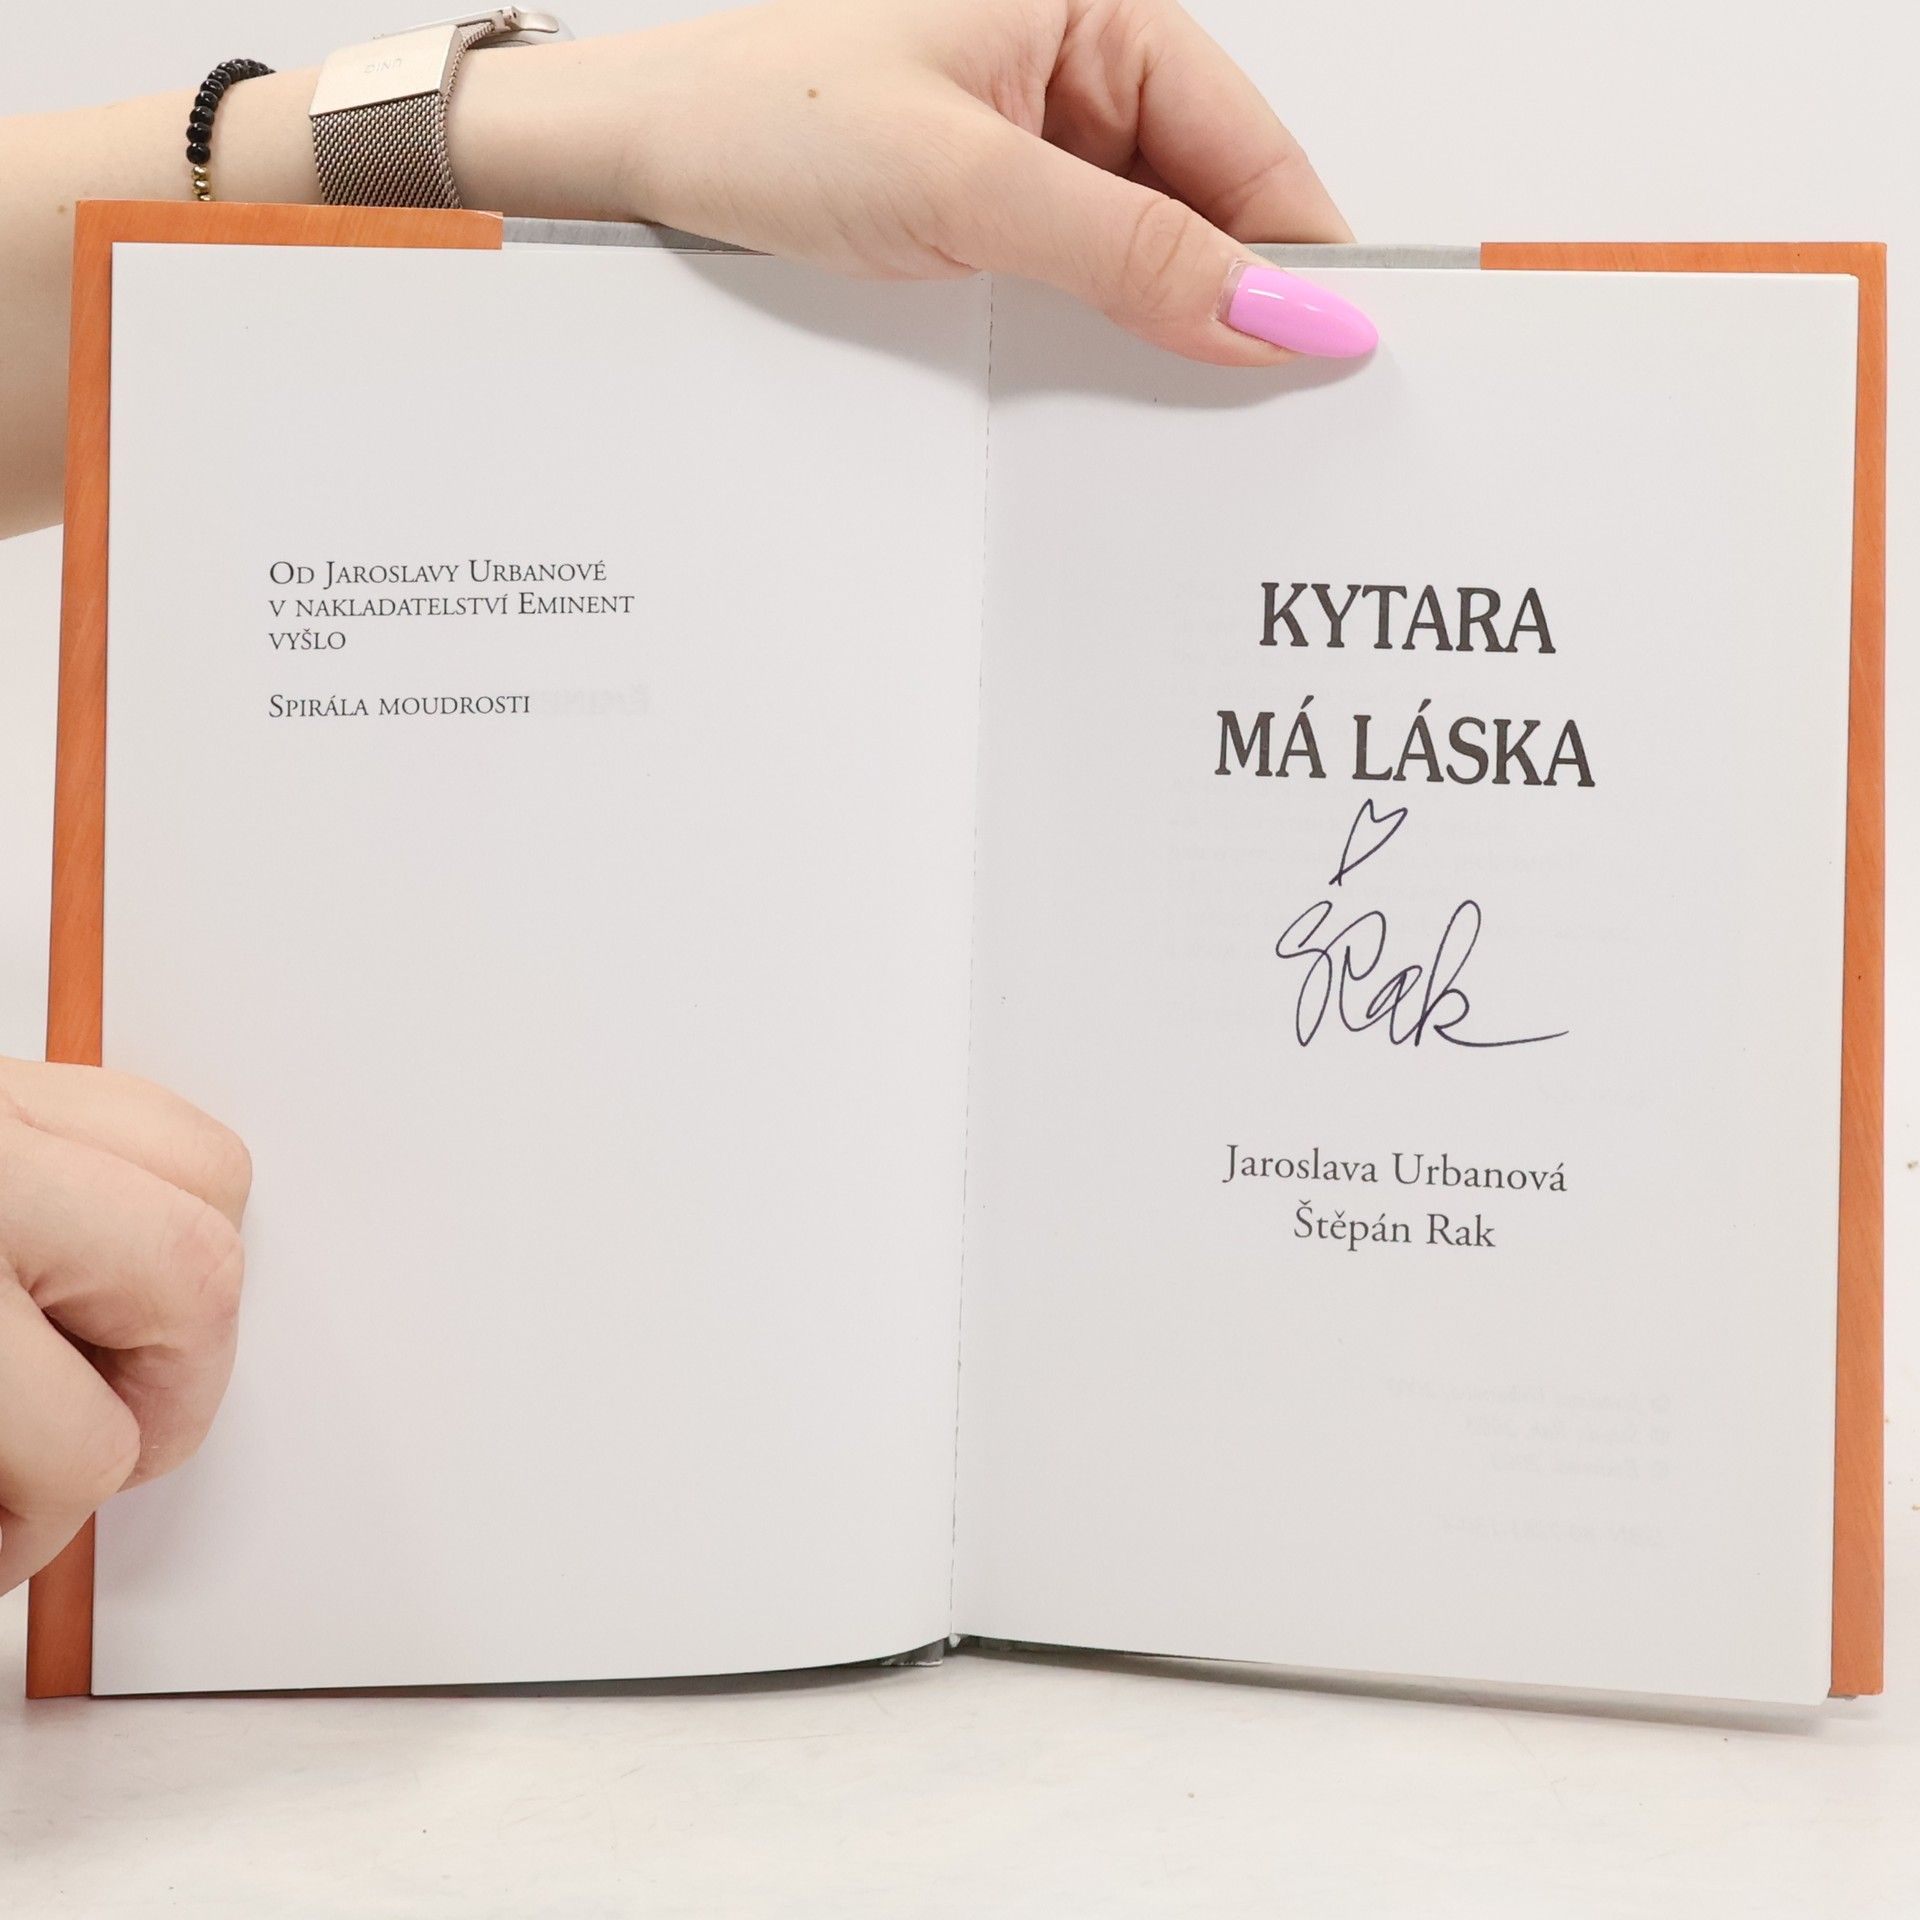 OD JAROSLAVY URBANOVÉ
V NAKLADATELSTVÍ EMINENT
VYŠLO
SPIRÁLA MOUDROSTI
KYTARA
MÁ LÁSKA
ŠRak
Jaroslava Urbanová
Štěpán Rak